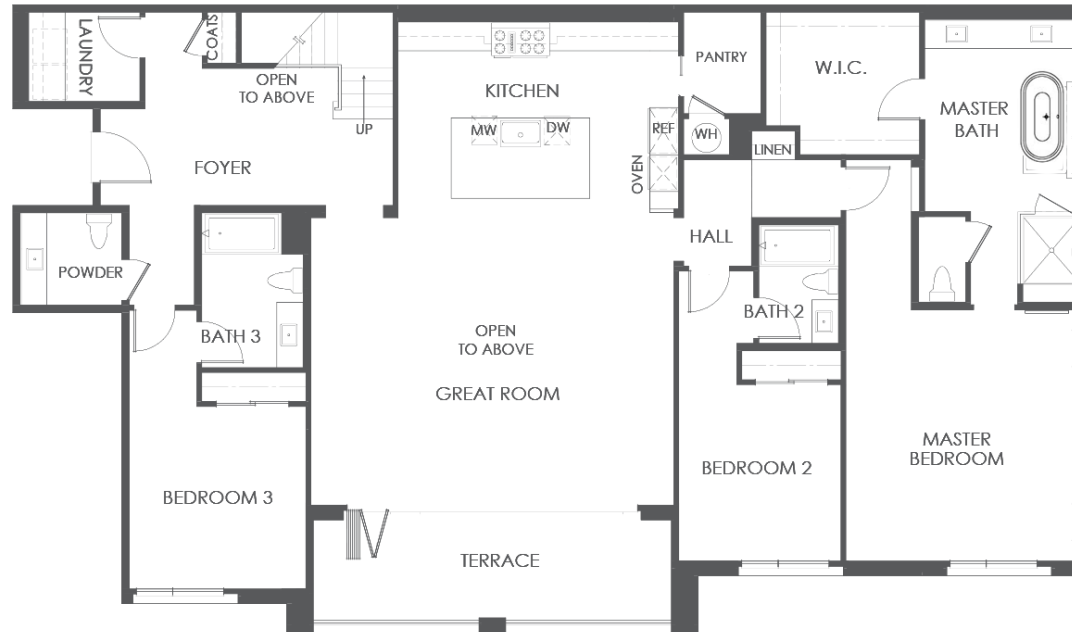 LAUNDRY
COATS
OPEN
TO ABOVE
UP
FOYER
POWDER
BATH 3
BEDROOM 3
KITCHEN
MW
DW
REF
OVEN
PANTRY
WH
W.I.C.
LINEN
MASTER
BATH
HALL
BATH 2
OPEN
TO ABOVE
GREAT ROOM
BEDROOM 2
MASTER
BEDROOM
TERRACE